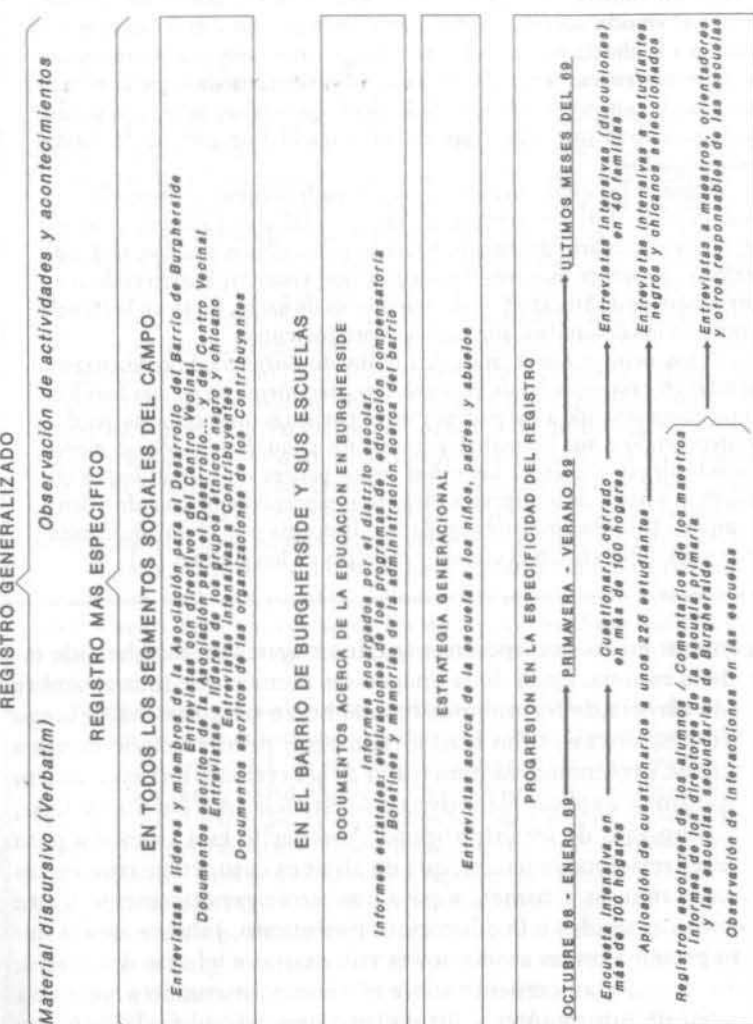 REGISTRO GENERALIZADO
Material discursivo (Verbatim) Observación de actividades y acontecimientos
REGISTRO MAS ESPECIFICO
EN TODOS LOS SEGMENTOS SOCIALES DEL CAMPO
Entrevistas a líderes y miembros de la Asociación para el Desarrollo del Barrio de Burgherside
Entrevistas con directivos del Centro Vecinal
Documentos escritos de la Asociación para el Desarrollo. y del Centro Vecinal
Entrevistas a líderes de los grupos étnicos negro y chicano
Entrevistas intensivas a Contribuyentes
Documentos escritos de las organizaciones de los Contribuyentes
EN EL BARRIO DE BURGHERSIDE Y SUS ESCUELAS
DOCUMENTOS ACERCA DE LA EDUCACION EN BURGHERSIDE
Informes encargados por el distrito escolar
Informes estatales: evaluaciones de los programas de educación compensatoria
Boletines y memorias de la administración acerca del barrio
ESTRATEGIA GENERACIONAL
Entrevistas acerca de la escuela a los niños, padres y abuelos
PROGRESION EN LA ESPECIFICIDAD DEL REGISTRO
OCTUBRE 68 ENERO 69 PRIMAVERA - VERANO 69 ULTIMOS MESES DEL 69
Encuesta intensiva en Cuestionario cerrado Entrevistas intensivas (discusiones)
más de 100 hogares en más de 100 hogares en 40 familias
Aplicación cuestionario a unos 225 estudiantes Entrevistas intensivas a estudiantes
negros y chicanos seleccionados
Registros escolares de los alumnos / Comentarios de los maestros
Informes de los directores de la escuela primaria
y las escuelas secundarias de Burgherside
Entrevistas a maestros, orientadores
y otros responsables de las escuelas
Observación de interacciones en las escuelas